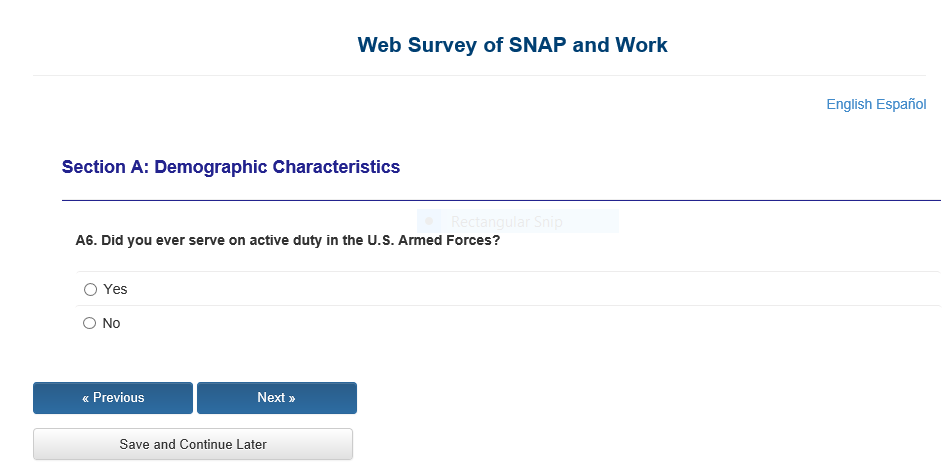 Web Survey of SNAP and Work
English Español
Section A: Demographic Characteristics
Rectangular Snip
A6. Did you ever serve on active duty in the U.S. Armed Forces?
Yes
No
« Previous
Next »
Save and Continue Later